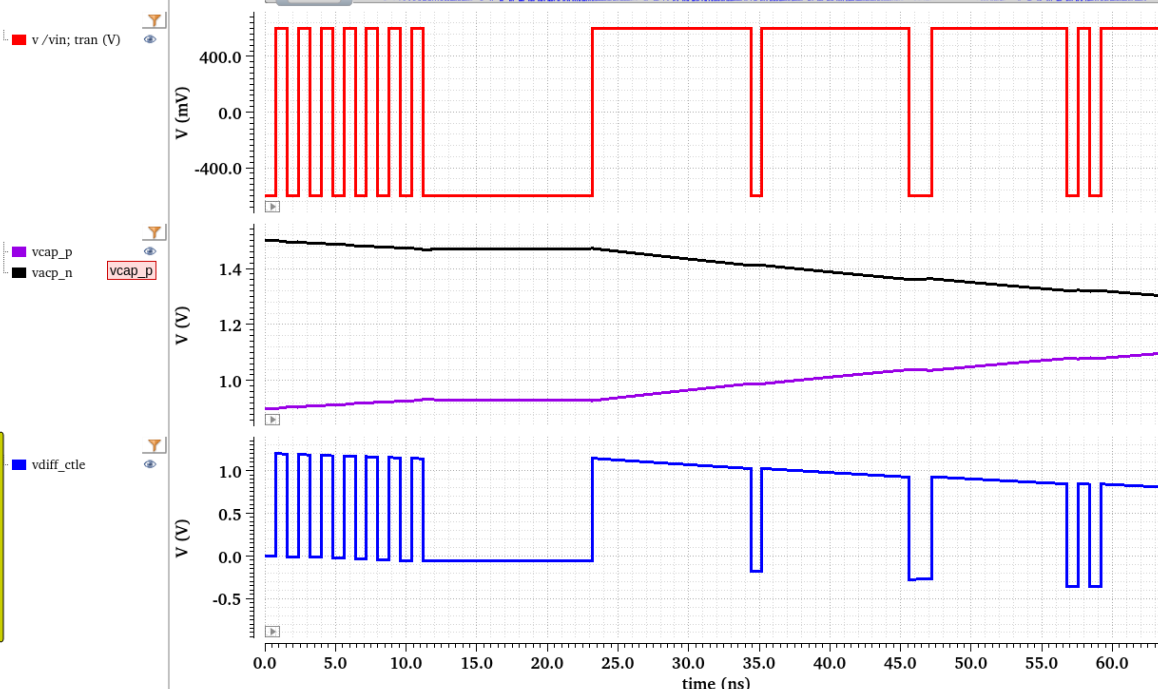 v /vin; tran (V)
400.0
0.0
-400.0
V (mV)
vcap_p
vacp_n
vcap_p
1.4
1.2
1.0
V (V)
vdiff_ctle
1.0
0.5
0.0
-0.5
V (V)
0.0 5.0 10.0 15.0 20.0 25.0 30.0 35.0 40.0 45.0 50.0 55.0 60.0
time (ns)